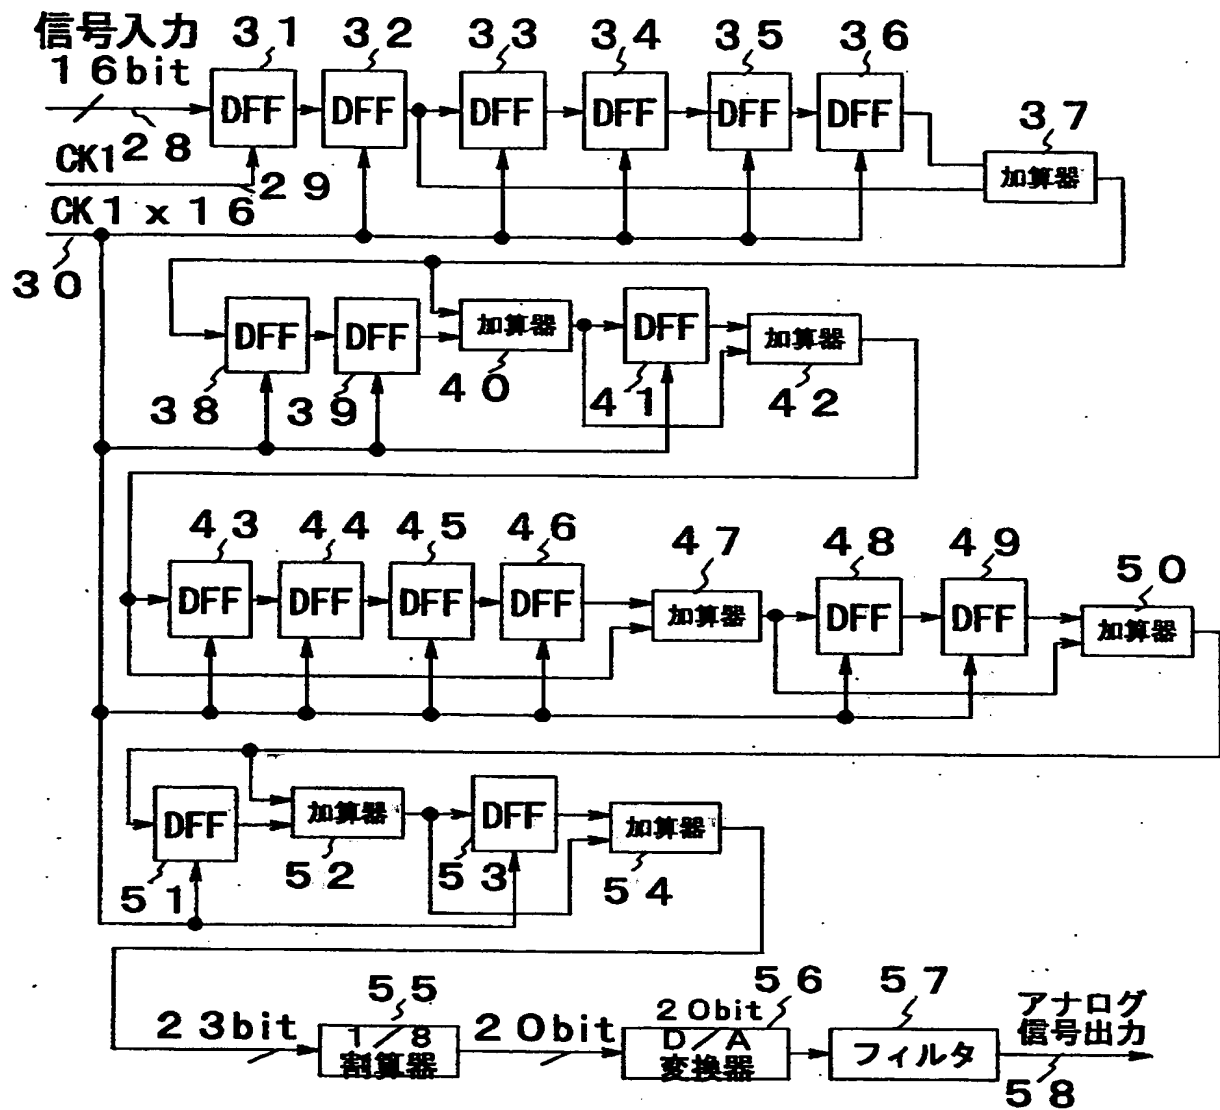 信号入力
31 32 33 34 35 36
16bit
DFF DFF DFF DFF DFF DFF
37
28
CK1
29
加算器
CK1x16
30
DFF DFF 加算器 DFF 加算器
38 39 40 41 42
43 44 45 46 47 48 49 50
DFF DFF DFF DFF 加算器 DFF DFF 加算器
DFF 加算器 DFF 加算器
51 52 53 54
55 56 57
23bit
1/8
割算器
20bit
20bit
D/A
変換器
フィルタ
アナログ
信号出力
58